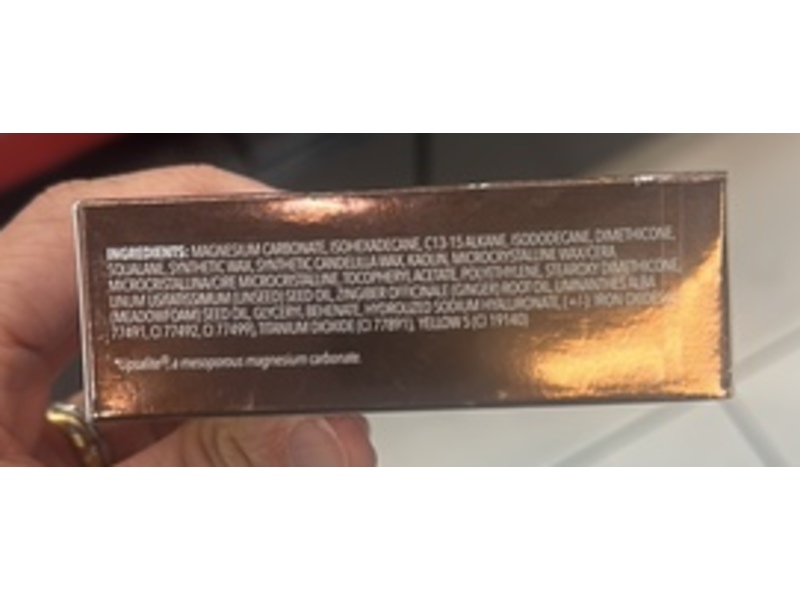 INGREDIENTS: MAGNESIUM CARBONATE, ISOHEXADECANE, C13-15 ALKANE, ISODODECANE, DIMETHICONE,
SQUALANE, SYNTHETIC WAX, SYNTHETIC CANDELILLA WAX, KAOLIN, MICROCRYSTALLINE WAX/CERA
MICROCRISTALLINA/CIRE MICROCRYSTALLINE, TOCOPHERYL ACETATE, POLYETHYLENE, STEAROXY DIMETHICONE,
LINUM USITATISSIMUM (LINSEED) SEED OIL, ZINGIBER OFFICINALE (GINGER) ROOT OIL, LIMNANTHES ALBA
(MEADOWFOAM) SEED OIL, GLYCERYL BEHENATE, HYDROLYZED SODIUM HYALURONATE, (+/-): IRON OXIDES (CI
77491, CI 77492, CI 77499), TITANIUM DIOXIDE (CI 77891), YELLOW 5 (CI 19140)
*Upsalite®, a mesoporous magnesium carbonate.